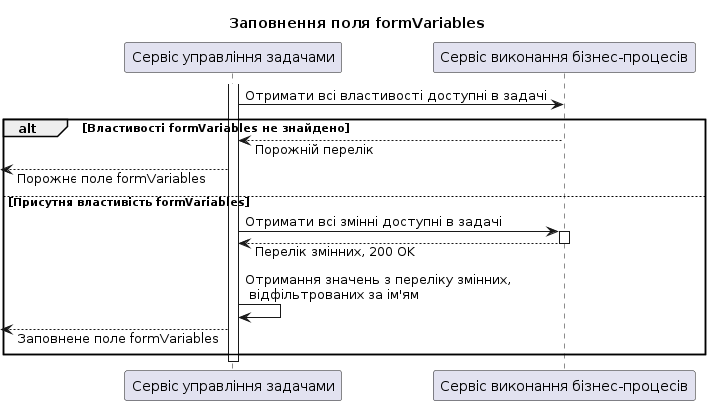 Заповнення поля formVariables
Сервіс управління задачами
Сервіс виконання бізнес-процесів
Отримати всі властивості доступні в задачі
alt
[Властивості formVariables не знайдено]
Порожній перелік
Порожнє поле formVariables
[Присутня властивість formVariables]
Отримати всі змінні доступні в задачі
Перелік змінних, 200 OK
Отримання значень з переліку змінних,
відфільтрованих за ім'ям
Заповнене поле formVariables
Сервіс управління задачами
Сервіс виконання бізнес-процесів